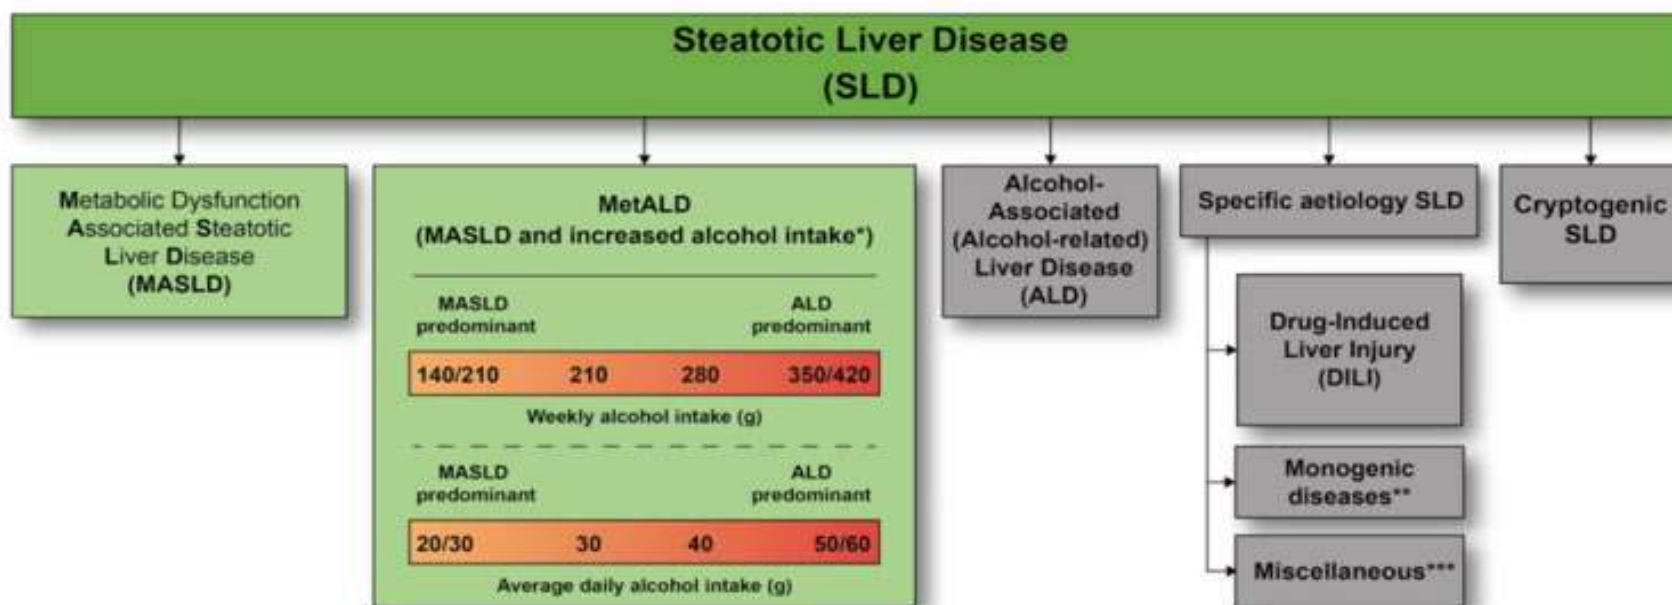 Steatotic Liver Disease
(SLD)
Metabolic Dysfunction
Associated Steatotic
Liver Disease
(MASLD)
MetALD
(MASLD and increased alcohol intake*)
MASLD
predominant
ALD
predominant
140/210 210 280 350/420
Weekly alcohol intake (g)
MASLD
predominant
ALD
predominant
20/30 30 40 50/60
Average daily alcohol intake (g)
Alcohol-
Associated
(Alcohol-related)
Liver Disease
(ALD)
Specific aetiology SLD
Drug-Induced
Liver Injury
(DILI)
Monogenic
diseases**
Miscellaneous***
Cryptogenic
SLD